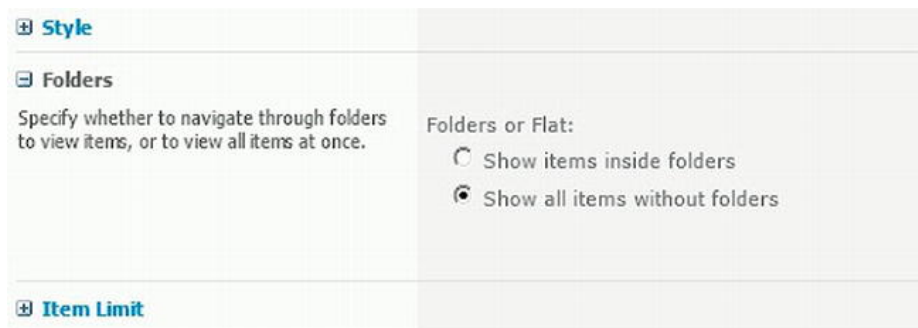 Style
Folders
Specify whether to navigate through folders
to view items, or to view all items at once.
Folders or Flat:
Show items inside folders
Show all items without folders
Item Limit